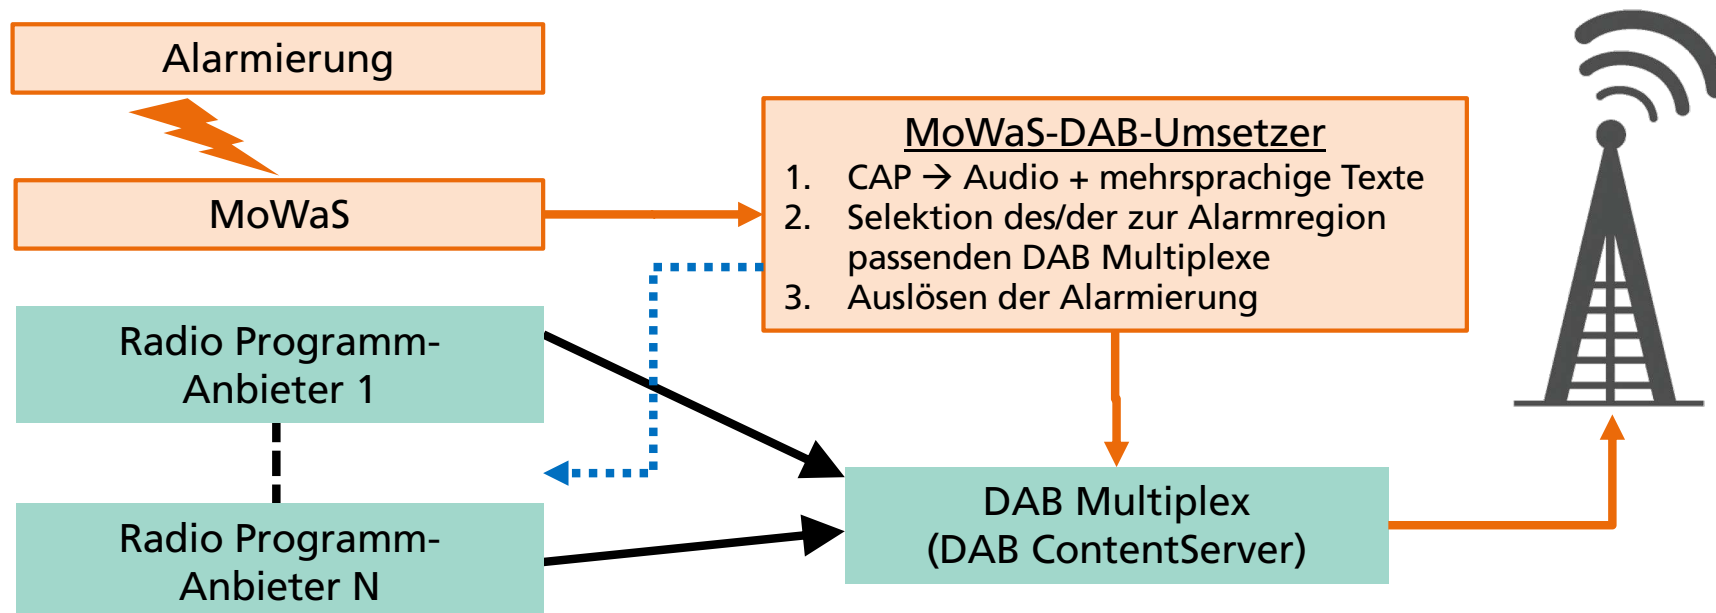 Alarmierung
MoWaS
MoWaS-DAB-Umsetzer
1. CAP → Audio + mehrsprachige Texte
2. Selektion des/der zur Alarmregion
passenden DAB Multiplexe
3. Auslösen der Alarmierung
Radio Programm-
Anbieter 1
Radio Programm-
Anbieter N
DAB Multiplex
(DAB ContentServer)